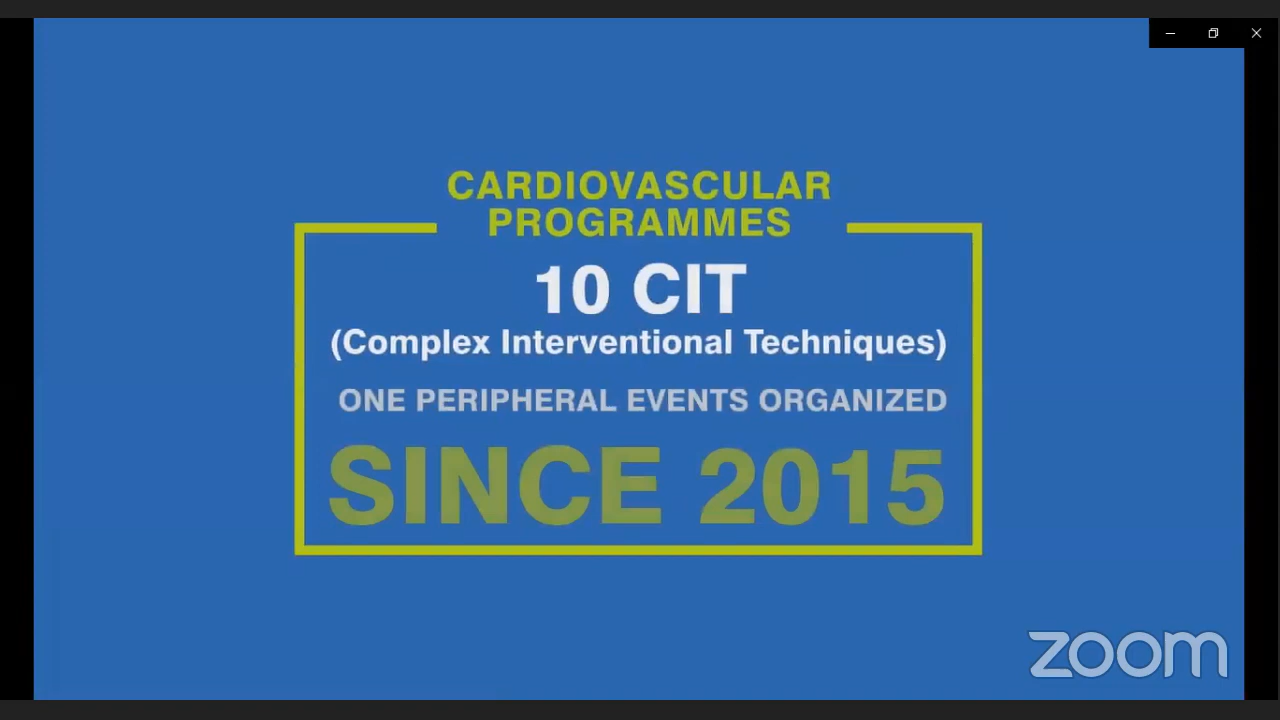 CARDIOVASCULAR
PROGRAMMES
10 CIT
(Complex Interventional Techniques)
ONE PERIPHERAL EVENTS ORGANIZED
SINCE 2015
zoom